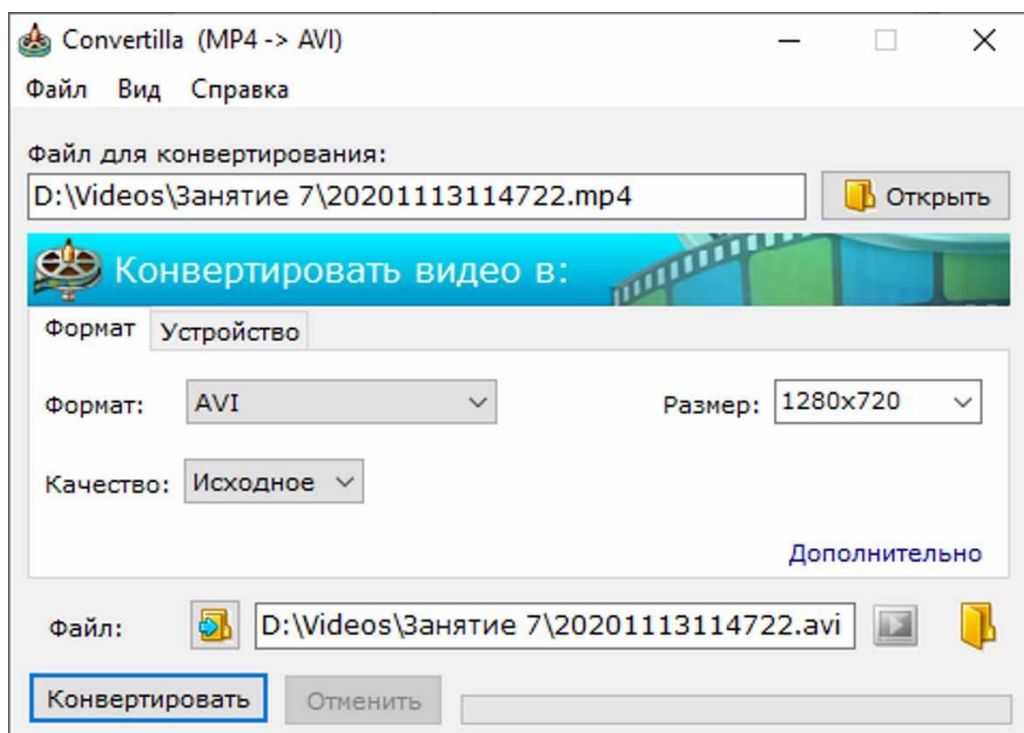 Convertilla (MP4 -> AVI)
Файл Вид Справка
Файл для конвертирования:
D:\Videos\Занятие 7\20201113114722.mp4 Открыть
Конвертировать видео в:
Формат Устройство
Формат: AVI Размер: 1280x720
Качество: Исходное
Дополнительно
Файл: D:\Videos\Занятие 7\20201113114722.avi
Конвертировать Отменить